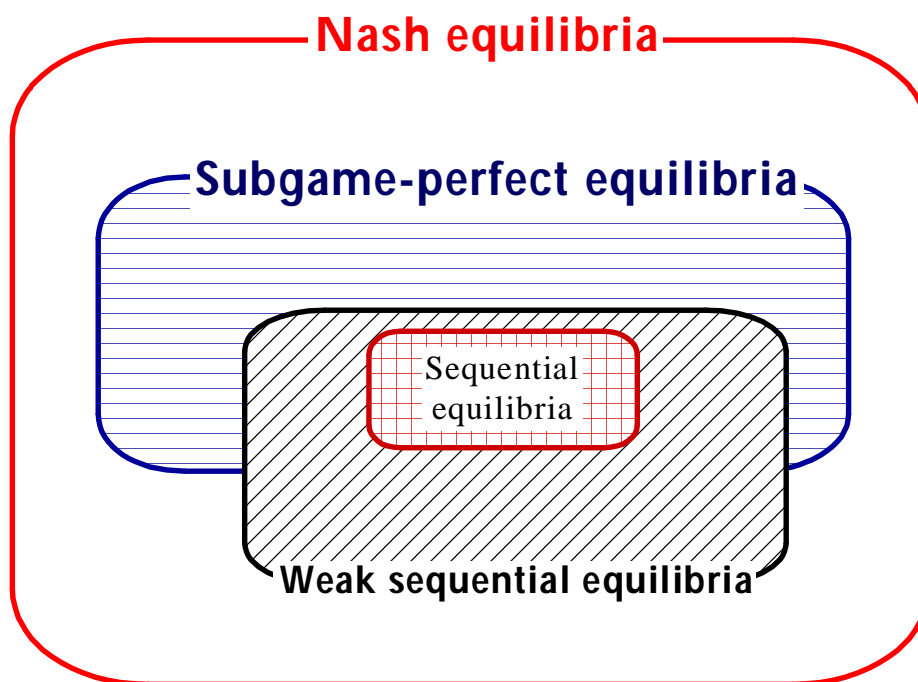 Nash equilibria
Subgame-perfect equilibria
Sequential
equilibria
Weak sequential equilibria